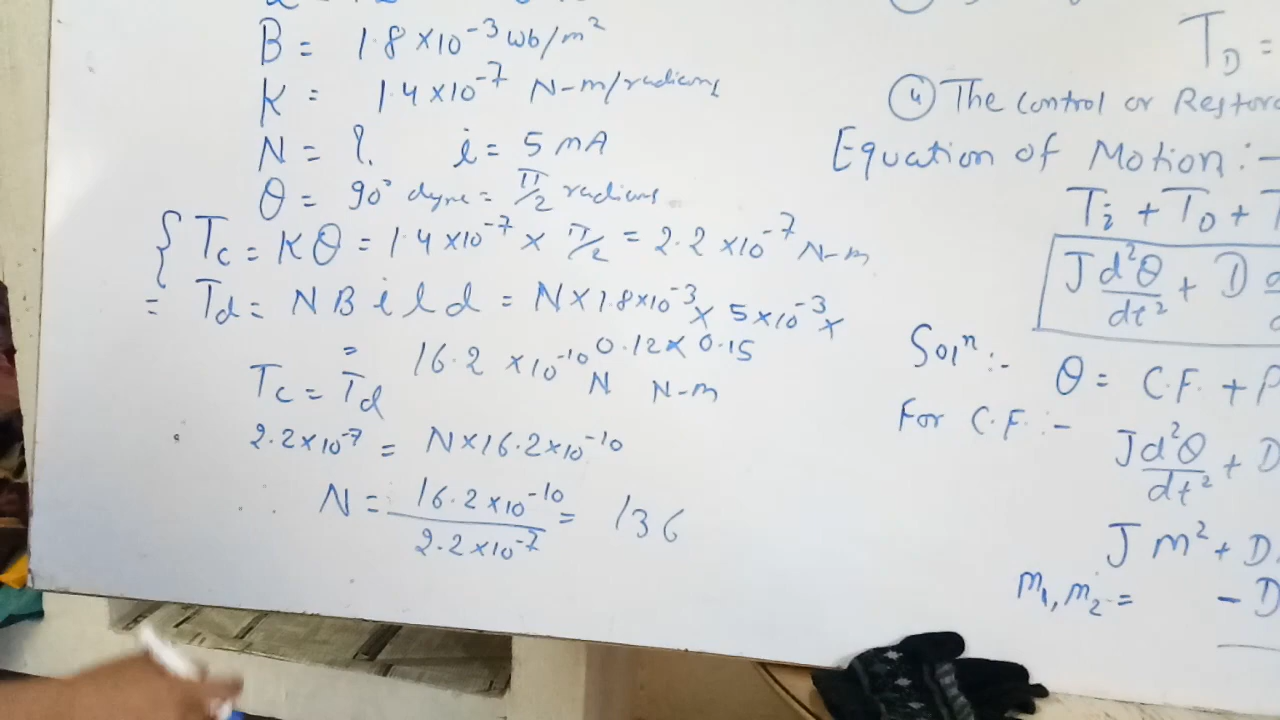 B = 1.8×10⁻³ wb/m²
K = 1.4×10⁻⁷ N-m/radians
N = ?. i = 5 mA
θ = 90° = π/2 radians
{ Tc = Kθ = 1.4×10⁻⁷ × π/2 = 2.2×10⁻⁷ N-m
= Td = N B i l d = N×1.8×10⁻³ × 5×10⁻³ ×
0.12 × 0.15
= 16.2 ×10⁻¹⁰ N N-m
Tc = Td
2.2×10⁻⁷ = N×16.2×10⁻¹⁰
N = 16.2×10⁻¹⁰ / 2.2×10⁻⁷ = 136
T_D =
④ The Control or Restor
Equation of Motion :-
Ti + TD + T
J d²θ/dt² + D
Solⁿ :-
θ = C.F. + P
For C.F. :-
J d²θ/dt² + D
J m² + D
m₁, m₂ = - D